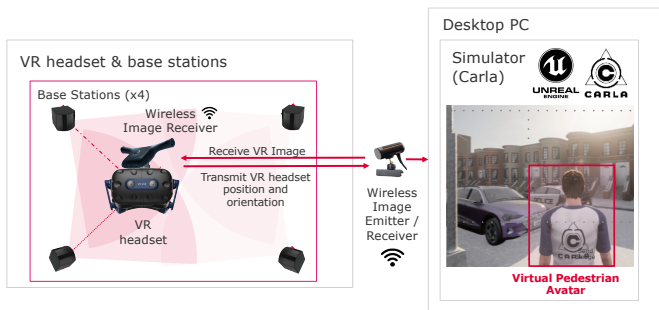 VR headset & base stations
Base Stations (x4)
Wireless
Image Receiver
Receive VR Image
Transmit VR headset
position and
orientation
VR
headset
Wireless
Image
Emitter /
Receiver
Desktop PC
Simulator
(Carla)
UNREAL
ENGINE
CARLA
CARLA
Virtual Pedestrian
Avatar